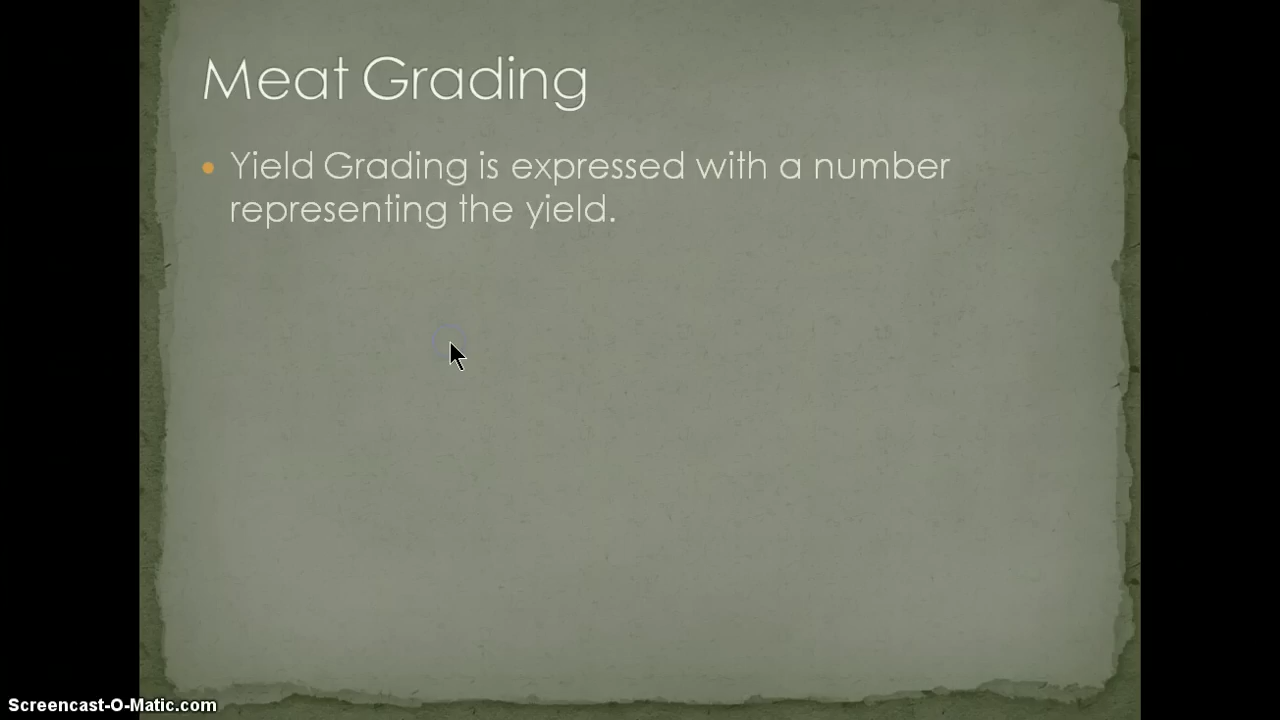 Meat Grading
Yield Grading is expressed with a number
representing the yield.
Screencast-O-Matic.com